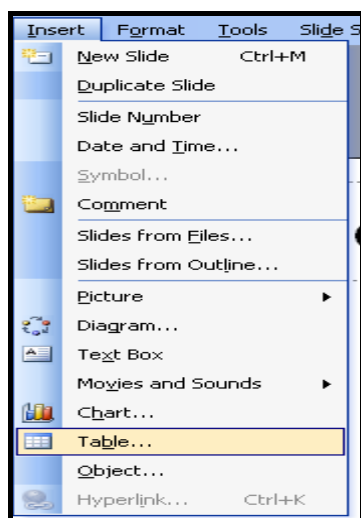 Insert Format Tools Slide S
New Slide Ctrl+M
Duplicate Slide
Slide Number
Date and Time...
Symbol...
Comment
Slides from Files...
Slides from Outline...
Picture
Diagram...
Text Box
Movies and Sounds
Chart...
Table...
Object...
Hyperlink... Ctrl+K